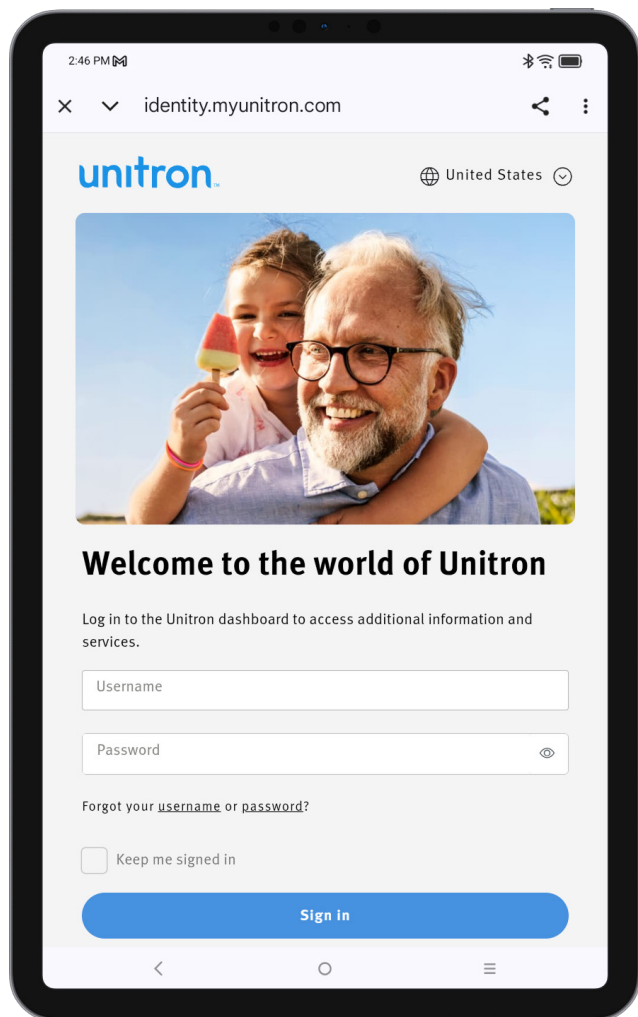 2:46 PM
identity.myunitron.com
unitron™
United States
Welcome to the world of Unitron
Log in to the Unitron dashboard to access additional information and
services.
Username
Password
Forgot your username or password?
Keep me signed in
Sign in